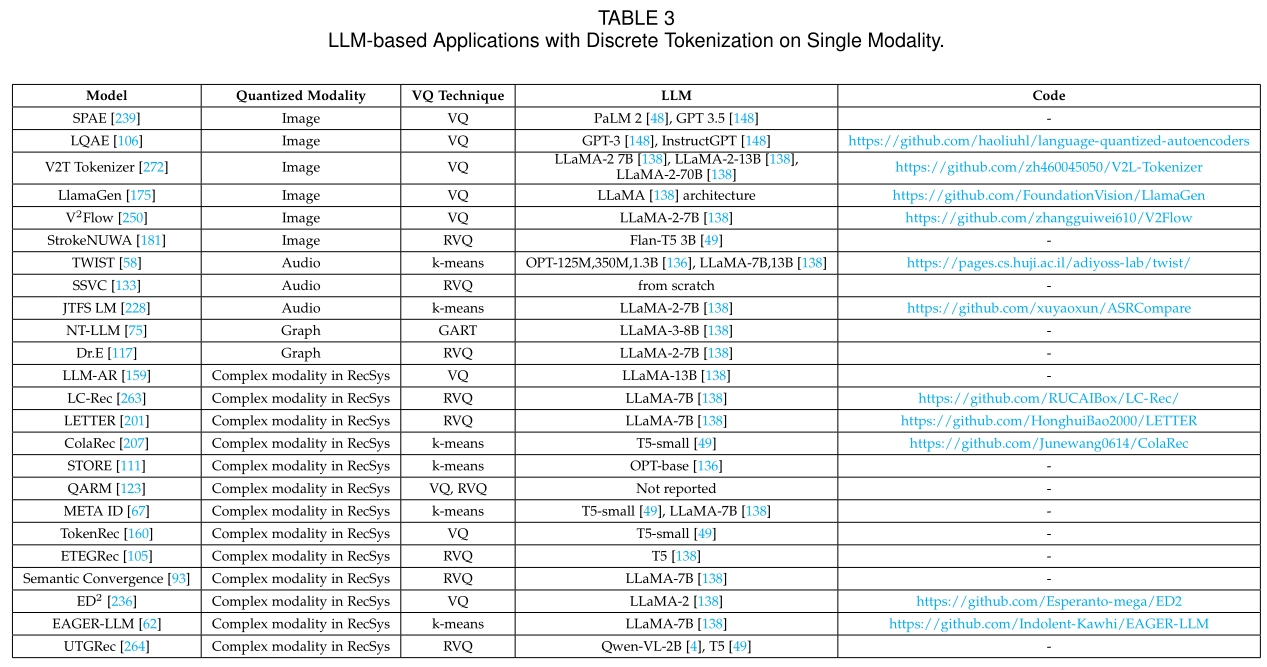 TABLE 3
LLM-based Applications with Discrete Tokenization on Single Modality.
Model Quantized Modality VQ Technique LLM Code
SPAE [239] Image VQ PaLM 2 [48], GPT 3.5 [148] -
LQAE [106] Image VQ GPT-3 [148], InstructGPT [148] https://github.com/haoliuhl/language-quantized-autoencoders
V2T Tokenizer [272] Image VQ LLaMA-2 7B [138], LLaMA-2-13B [138], LLaMA-2-70B [138] https://github.com/zh460045050/V2L-Tokenizer
LlamaGen [175] Image VQ LLaMA [138] architecture https://github.com/FoundationVision/LlamaGen
V²Flow [250] Image VQ LLaMA-2-7B [138] https://github.com/zhangguiwei610/V2Flow
StrokeNUWA [181] Image RVQ Flan-T5 3B [49] -
TWIST [58] Audio k-means OPT-125M,350M,1.3B [136], LLaMA-7B,13B [138] https://pages.cs.huji.ac.il/adiyoss-lab/twist/
SSVC [133] Audio RVQ from scratch -
JTFS LM [228] Audio k-means LLaMA-2-7B [138] https://github.com/xuyaoxun/ASRCompare
NT-LLM [75] Graph GART LLaMA-3-8B [138] -
Dr.E [117] Graph RVQ LLaMA-2-7B [138] -
LLM-AR [159] Complex modality in RecSys VQ LLaMA-13B [138] -
LC-Rec [263] Complex modality in RecSys RVQ LLaMA-7B [138] https://github.com/RUCAIBox/LC-Rec/
LETTER [201] Complex modality in RecSys RVQ LLaMA-7B [138] https://github.com/HonghuiBao2000/LETTER
ColaRec [207] Complex modality in RecSys k-means T5-small [49] https://github.com/Junewang0614/ColaRec
STORE [111] Complex modality in RecSys k-means OPT-base [136] -
QARM [123] Complex modality in RecSys VQ, RVQ Not reported -
META ID [67] Complex modality in RecSys k-means T5-small [49], LLaMA-7B [138] -
TokenRec [160] Complex modality in RecSys VQ T5-small [49] -
ETEGRec [105] Complex modality in RecSys RVQ T5 [138] -
Semantic Convergence [93] Complex modality in RecSys RVQ LLaMA-7B [138] -
ED² [236] Complex modality in RecSys VQ LLaMA-2 [138] https://github.com/Esperanto-mega/ED2
EAGER-LLM [62] Complex modality in RecSys k-means LLaMA-7B [138] https://github.com/Indolent-Kawhi/EAGER-LLM
UTGRec [264] Complex modality in RecSys RVQ Qwen-VL-2B [4], T5 [49] -